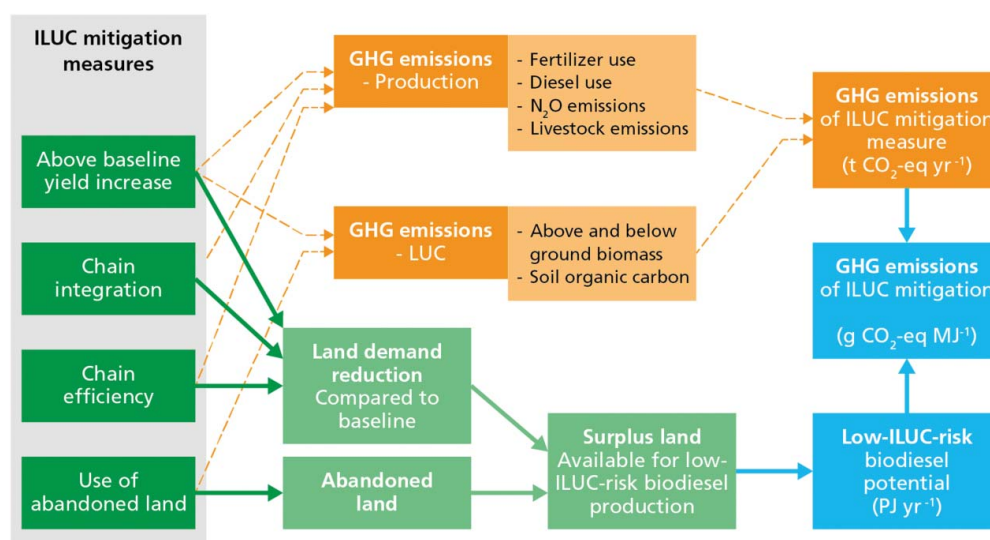 ILUC mitigation
measures
Above baseline
yield increase
Chain
integration
Chain
efficiency
Use of
abandoned land
GHG emissions
- Production
- Fertilizer use
- Diesel use
- N₂O emissions
- Livestock emissions
GHG emissions
- LUC
- Above and below
ground biomass
- Soil organic carbon
Land demand
reduction
Compared to
baseline
Abandoned
land
Surplus land
Available for low-
ILUC-risk biodiesel
production
GHG emissions
of ILUC mitigation
measure
(t CO₂-eq yr⁻¹)
GHG emissions
of ILUC mitigation
(g CO₂-eq MJ⁻¹)
Low-ILUC-risk
biodiesel
potential
(PJ yr⁻¹)